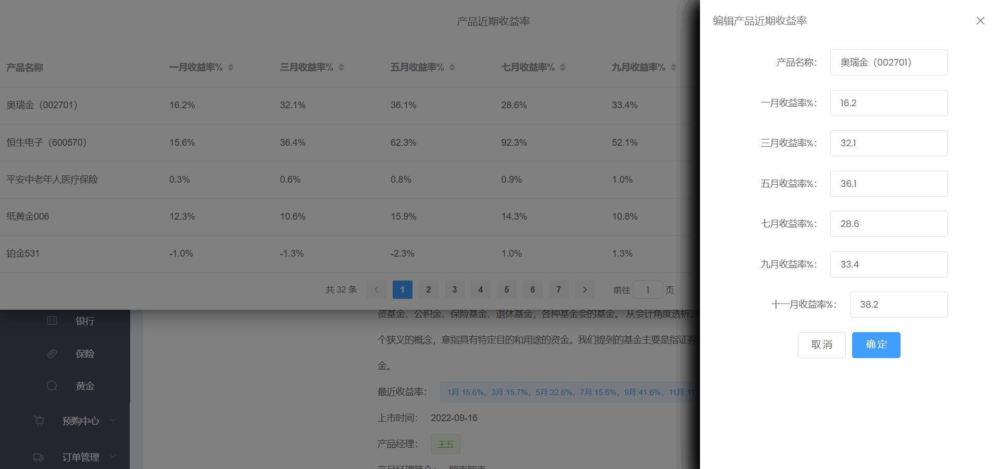 产品近期收益率
产品名称 一月收益率% 三月收益率% 五月收益率% 七月收益率% 九月收益率%
奥瑞金（002701） 16.2% 32.1% 36.1% 28.6% 33.4%
恒生电子（600570） 15.6% 36.4% 62.3% 92.3% 52.1%
平安中老年人医疗保险 0.3% 0.6% 0.8% 0.9% 1.0%
纸黄金006 12.3% 10.6% 15.9% 14.3% 10.8%
铂金531 -1.0% -1.3% -2.3% 1.0% 1.3%
共 32 条 1 2 3 4 5 6 7 前往 1 页
银行
保险
黄金
预购中心
订单管理
资基金、公积金、保险基金、退休基金，各种基金会的基金。 从会计角度透析，
个狭义的概念，意指具有特定目的和用途的资金。我们提到的基金主要是指证券
金。
最近收益率： 1月:15.6%，3月:15.7%，5月:32.6%，7月:15.6%，9月:41.6%，11月:11
上市时间： 2022-09-16
产品经理： 王五
编辑产品近期收益率
产品名称： 奥瑞金（002701）
一月收益率%： 16.2
三月收益率%： 32.1
五月收益率%： 36.1
七月收益率%： 28.6
九月收益率%： 33.4
十一月收益率%： 38.2
取消 确定